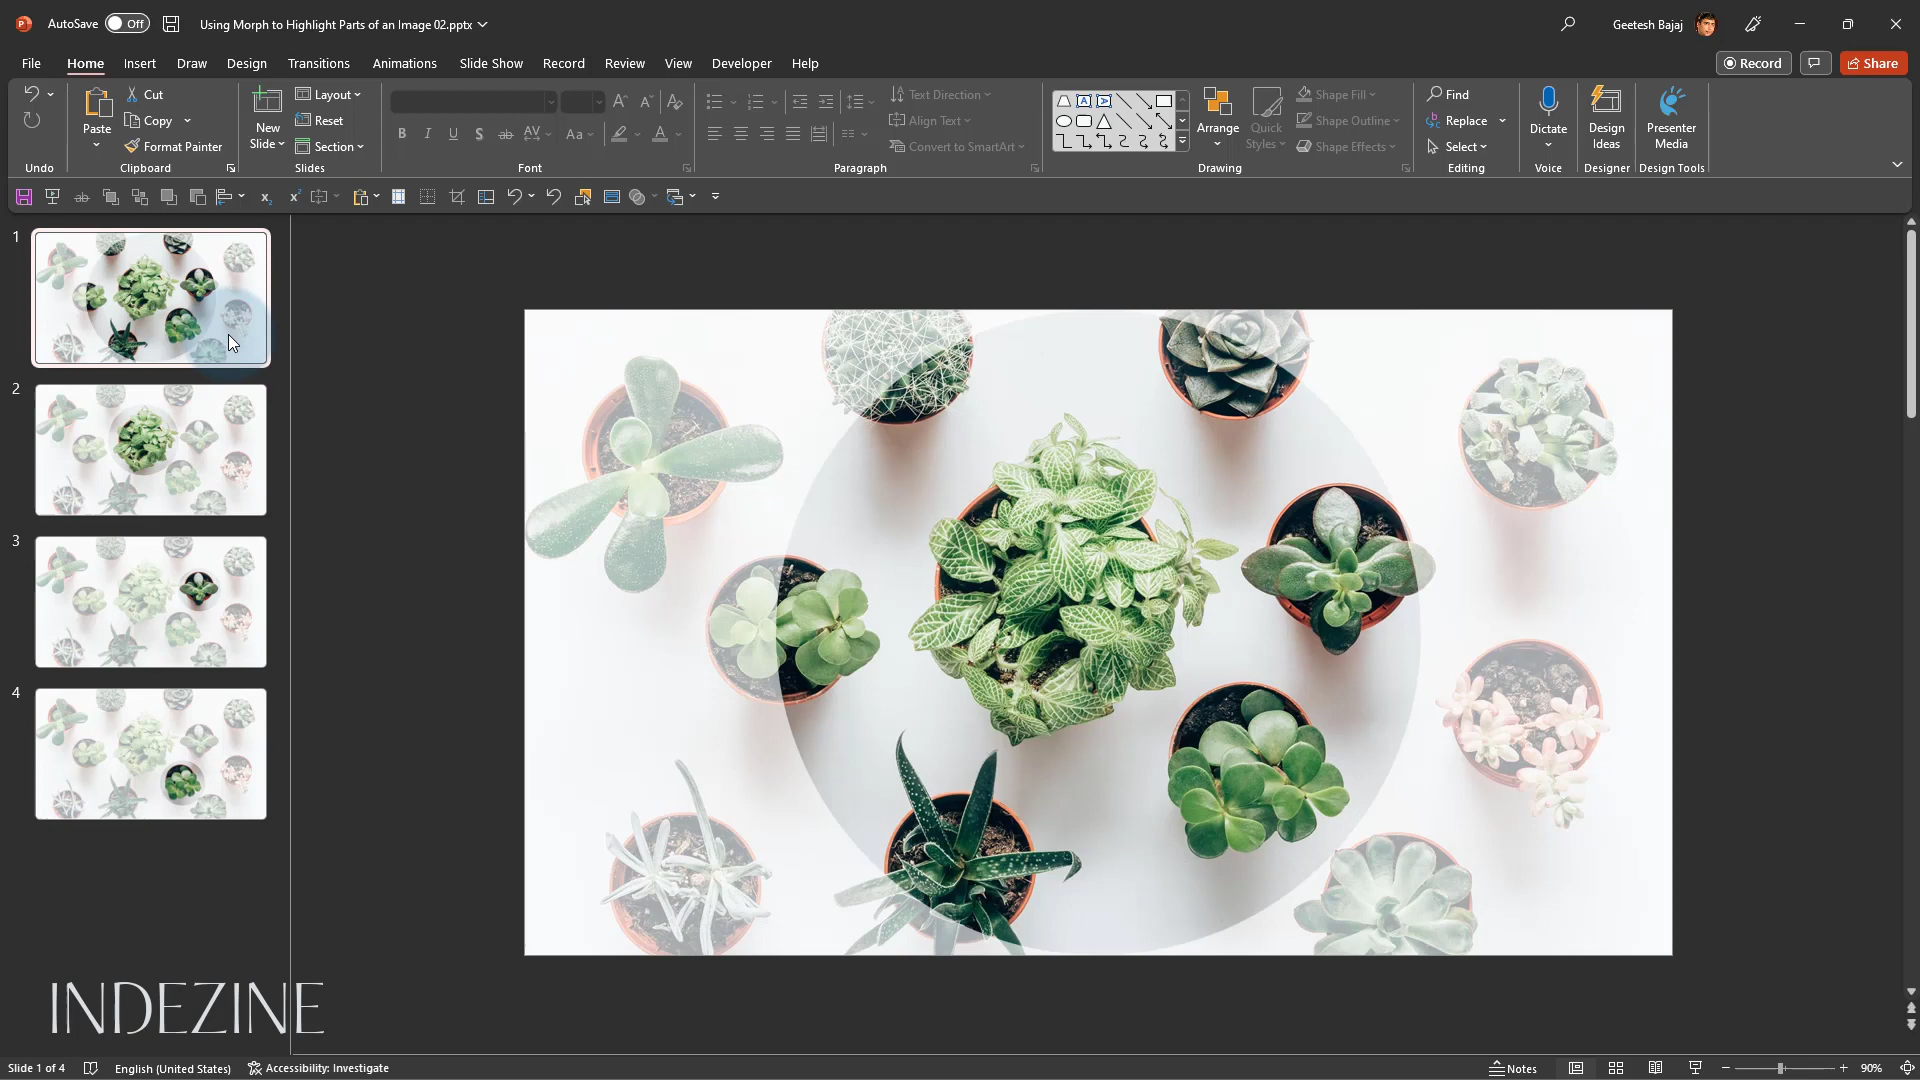 AutoSave Off Using Morph to Highlight Parts of an Image 02.pptx Geetesh Bajaj
File Home Insert Draw Design Transitions Animations Slide Show Record Review View Developer Help Record Share
Cut
Copy
Format Painter
Paste
Undo Clipboard
New Slide
Layout
Reset
Section
Slides
B I U S ab AV Aa A
Font
Text Direction
Align Text
Convert to SmartArt
Paragraph
Arrange
Quick Styles
Shape Fill
Shape Outline
Shape Effects
Drawing
Find
Replace
Select
Editing
Dictate
Voice
Design Ideas
Designer
Presenter Media
Design Tools
1
2
3
4
INDEZINE
Slide 1 of 4 English (United States) Accessibility: Investigate Notes 90%